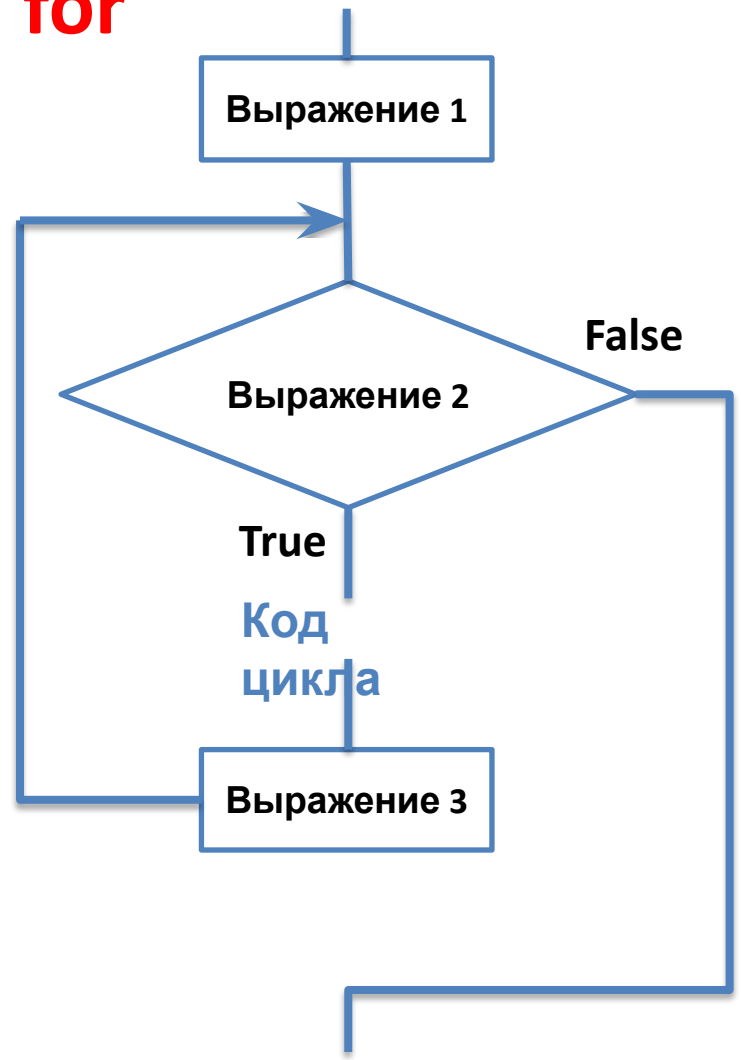 for
Выражение 1
False
Выражение 2
True
Код
цикла
Выражение 3